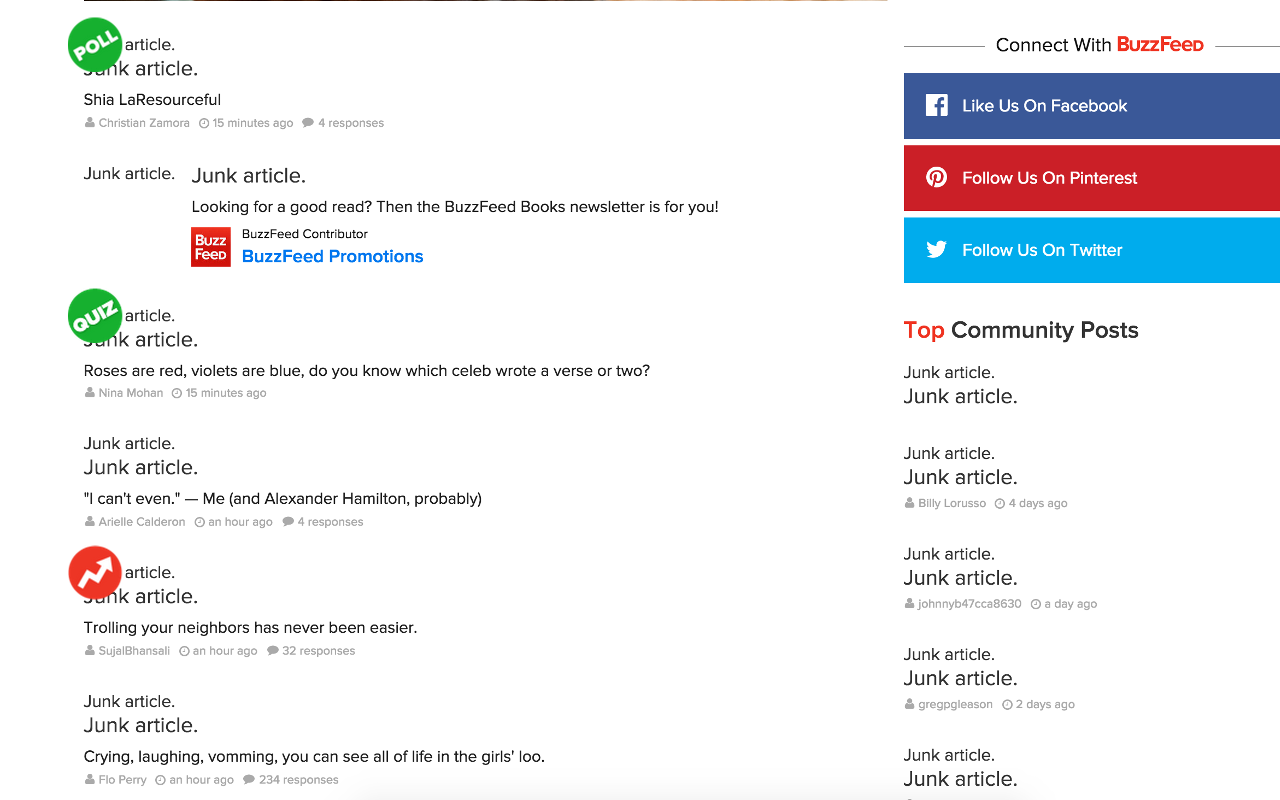 POLL
article.
Junk article.
Shia LaResourceful
Christian Zamora 15 minutes ago 4 responses
Junk article.
Junk article.
Looking for a good read? Then the BuzzFeed Books newsletter is for you!
Buzz
FeeD
BuzzFeed Contributor
BuzzFeed Promotions
QUIZ
article.
Junk article.
Roses are red, violets are blue, do you know which celeb wrote a verse or two?
Nina Mohan 15 minutes ago
Junk article.
Junk article.
"I can't even." — Me (and Alexander Hamilton, probably)
Arielle Calderon an hour ago 4 responses
article.
Junk article.
Trolling your neighbors has never been easier.
SujalBhansali an hour ago 32 responses
Junk article.
Junk article.
Crying, laughing, vomming, you can see all of life in the girls' loo.
Flo Perry an hour ago 234 responses
Connect With BuzzFeeD
Like Us On Facebook
Follow Us On Pinterest
Follow Us On Twitter
Top Community Posts
Junk article.
Junk article.
Junk article.
Junk article.
Billy Lorusso 4 days ago
Junk article.
Junk article.
johnnyb47cca8630 a day ago
Junk article.
Junk article.
gregpgleason 2 days ago
Junk article.
Junk article.